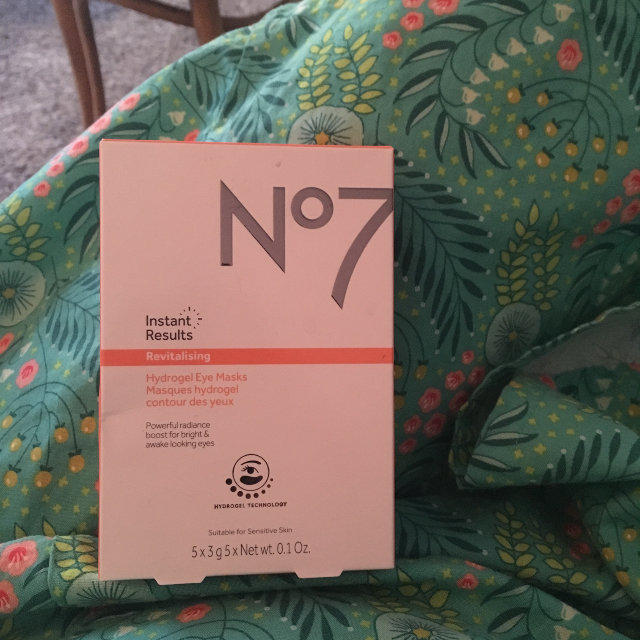 No7
Instant
Results
Revitalising
Hydrogel Eye Masks
Masques hydrogel
contour des yeux
Powerful radiance
boost for bright &
awake looking eyes
HYDROGEL TECHNOLOGY
Suitable for Sensitive Skin
5 x 3 g 5 x Net wt. 0.1 Oz.